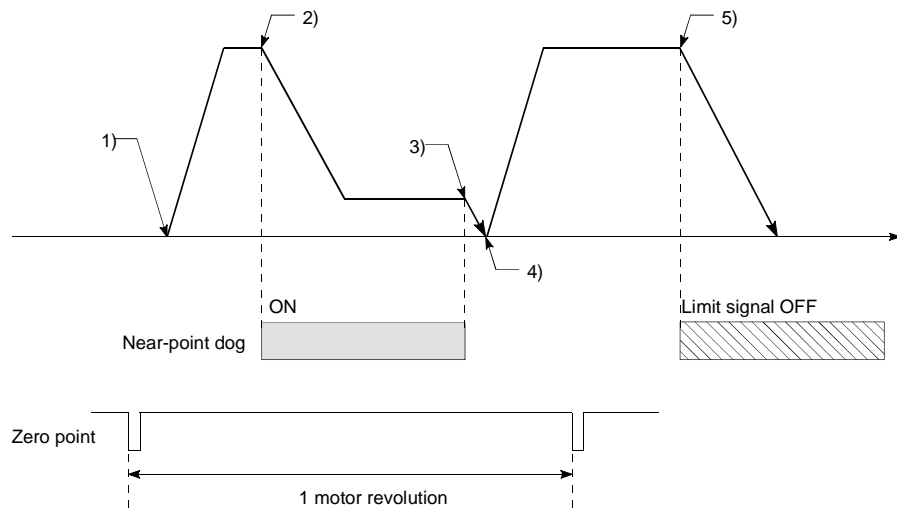 2)
5)
1)
3)
4)
ON
Limit signal OFF
Near-point dog
Zero point
1 motor revolution